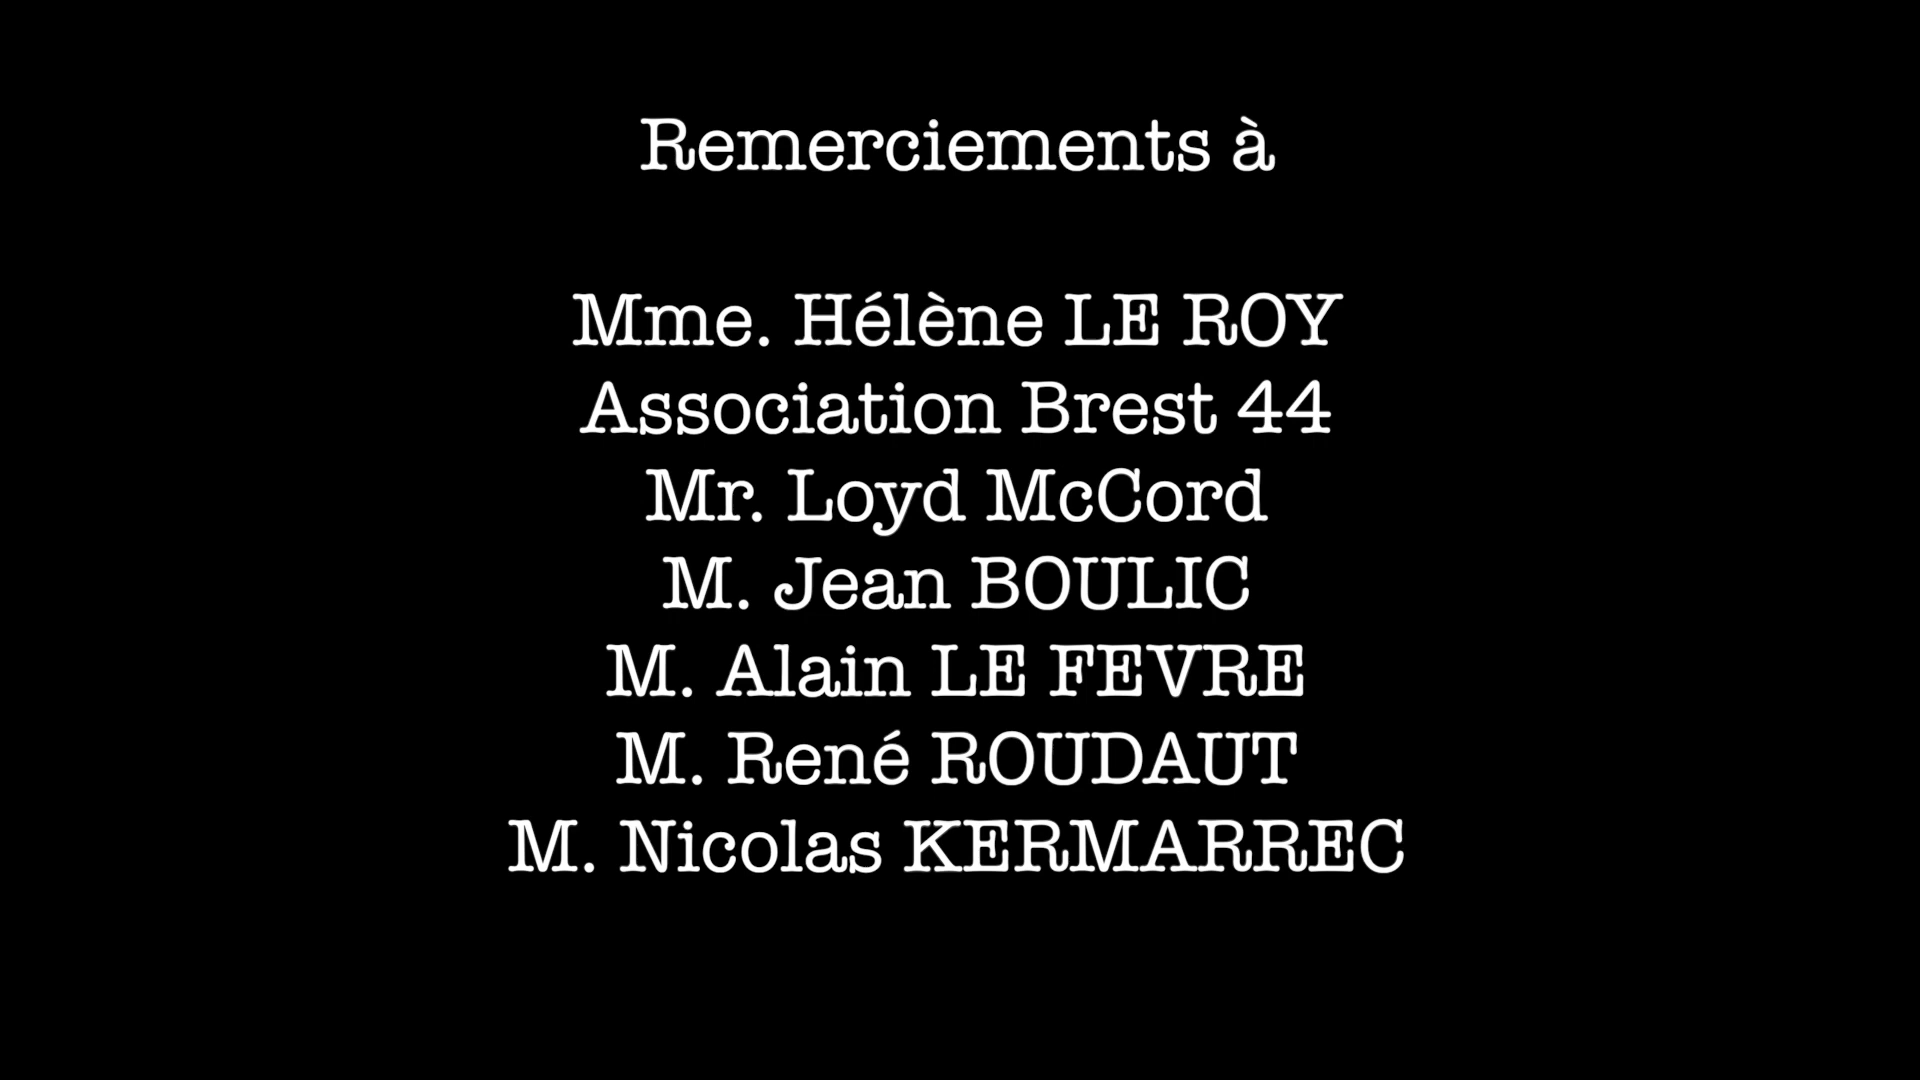 Remerciements à
Mme. Hélène LE ROY
Association Brest 44
Mr. Loyd McCord
M. Jean BOULIC
M. Alain LE FEVRE
M. René ROUDAUT
M. Nicolas KERMARREC